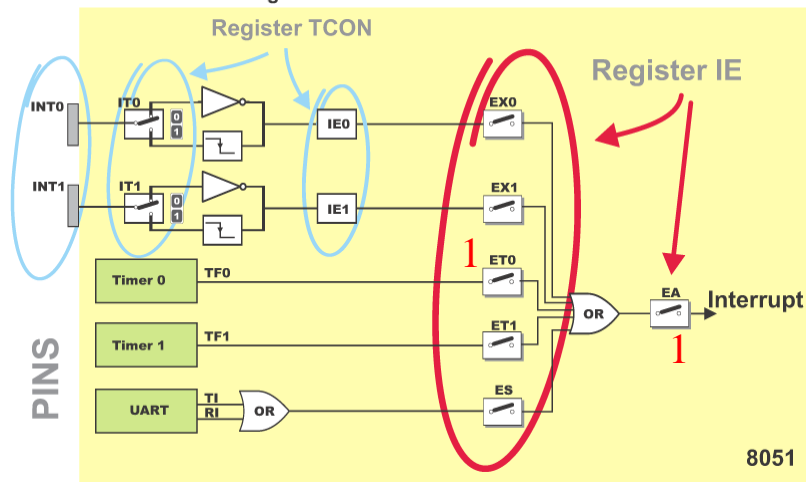 Register TCON
Register IE
INT0
IT0
0
1
IE0
EX0
INT1
IT1
0
1
IE1
EX1
1
ET0
Timer 0
TF0
EA
Interrupt
OR
Timer 1
TF1
ET1
1
PINS
UART
TI
RI
OR
ES
8051